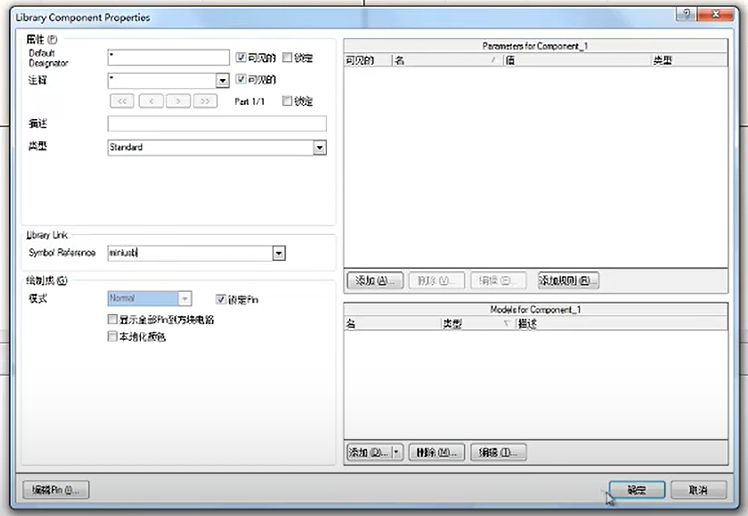 Library Component Properties
属性 (P)
Default Designator
*
可见的
锁定
注释
*
可见的
<<
<
>
>>
Part 1/1
锁定
描述
类型
Standard
Library Link
Symbol Reference
miniusb
绘制成 (G)
模式
Normal
锁定Pin
显示全部Pin到方块电路
本地化颜色
Parameters for Component_1
可见的 名 / 值 类型
添加 (A)...
删除 (V)...
编辑 (E)...
添加规则 (R)...
Models for Component_1
名 类型 描述
添加 (D)...
删除 (M)...
编辑 (T)...
编辑Pin (I)...
确定
取消